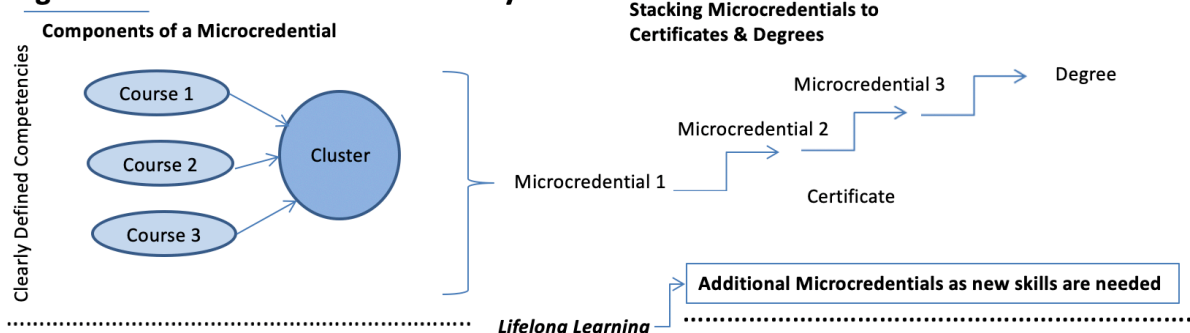 Components of a Microcredential
Stacking Microcredentials to
Certificates & Degrees
Clearly Defined Competencies
Course 1
Course 2
Course 3
Cluster
Microcredential 1
Microcredential 2
Microcredential 3
Degree
Certificate
Additional Microcredentials as new skills are needed
Lifelong Learning